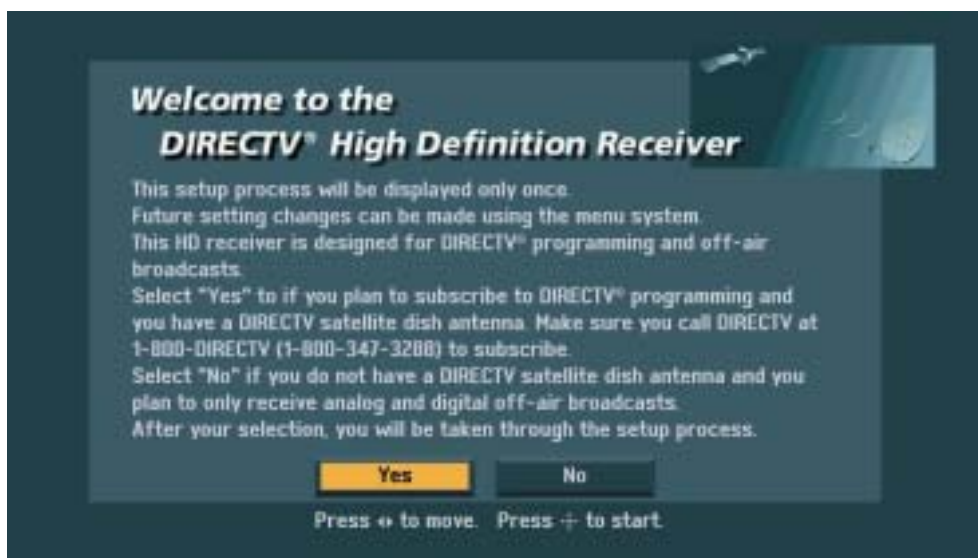 Welcome to the
DIRECTV® High Definition Receiver
This setup process will be displayed only once.
Future setting changes can be made using the menu system.
This HD receiver is designed for DIRECTV® programming and off-air
broadcasts.
Select "Yes" to if you plan to subscribe to DIRECTV® programming and
you have a DIRECTV satellite dish antenna. Make sure you call DIRECTV at
1-800-DIRECTV (1-800-347-3288) to subscribe.
Select "No" if you do not have a DIRECTV satellite dish antenna and you
plan to only receive analog and digital off-air broadcasts.
After your selection, you will be taken through the setup process.
Yes No
Press ↔ to move. Press ✛ to start.